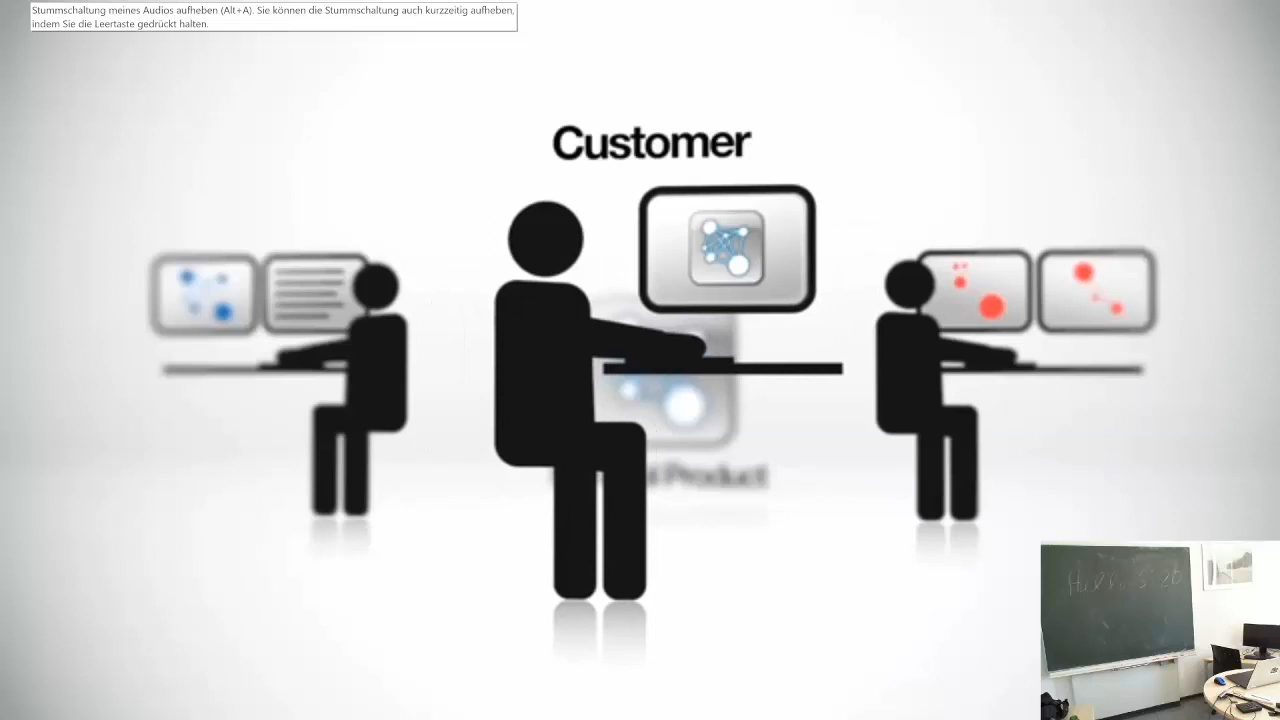 Stummschaltung meines Audios aufheben (Alt+A). Sie können die Stummschaltung auch kurzzeitig aufheben,
indem Sie die Leertaste gedrückt halten.
Customer
Product